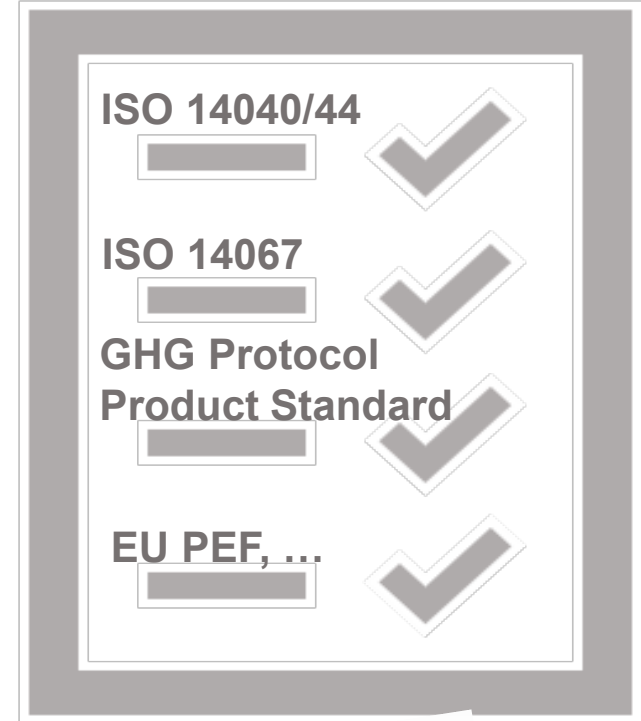 ISO 14040/44
ISO 14067
GHG Protocol
Product Standard
EU PEF, …